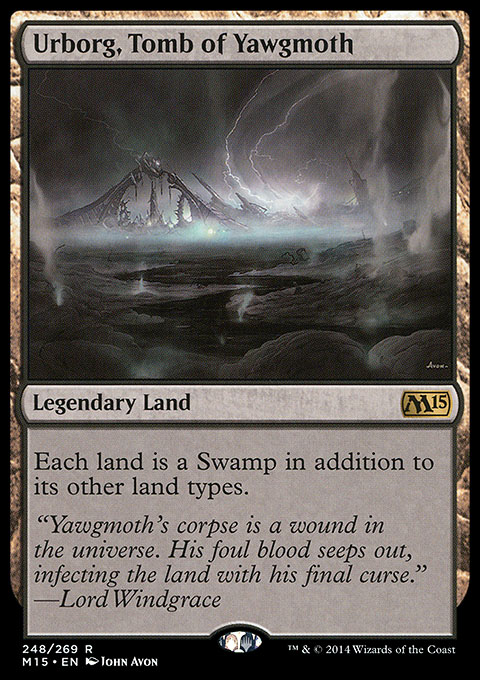 Urborg, Tomb of Yawgmoth
AVON-
Legendary Land
M15
Each land is a Swamp in addition to
its other land types.
“Yawgmoth’s corpse is a wound in
the universe. His foul blood seeps out,
infecting the land with his final curse.”
—Lord Windgrace
248/269 R
M15 • EN JOHN AVON
™ & © 2014 Wizards of the Coast